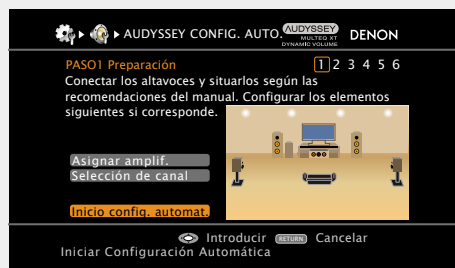 AUDYSSEY CONFIG. AUTO. AUDYSSEY
MULTEQ XT
DYNAMIC VOLUME
DENON
PASO1 Preparación 1 2 3 4 5 6
Conectar los altavoces y situarlos según las
recomendaciones del manual. Configurar los elementos
siguientes si corresponde.
Asignar amplif.
Selección de canal
Inicio config. automat.
Introducir RETURN Cancelar
Iniciar Configuración Automática